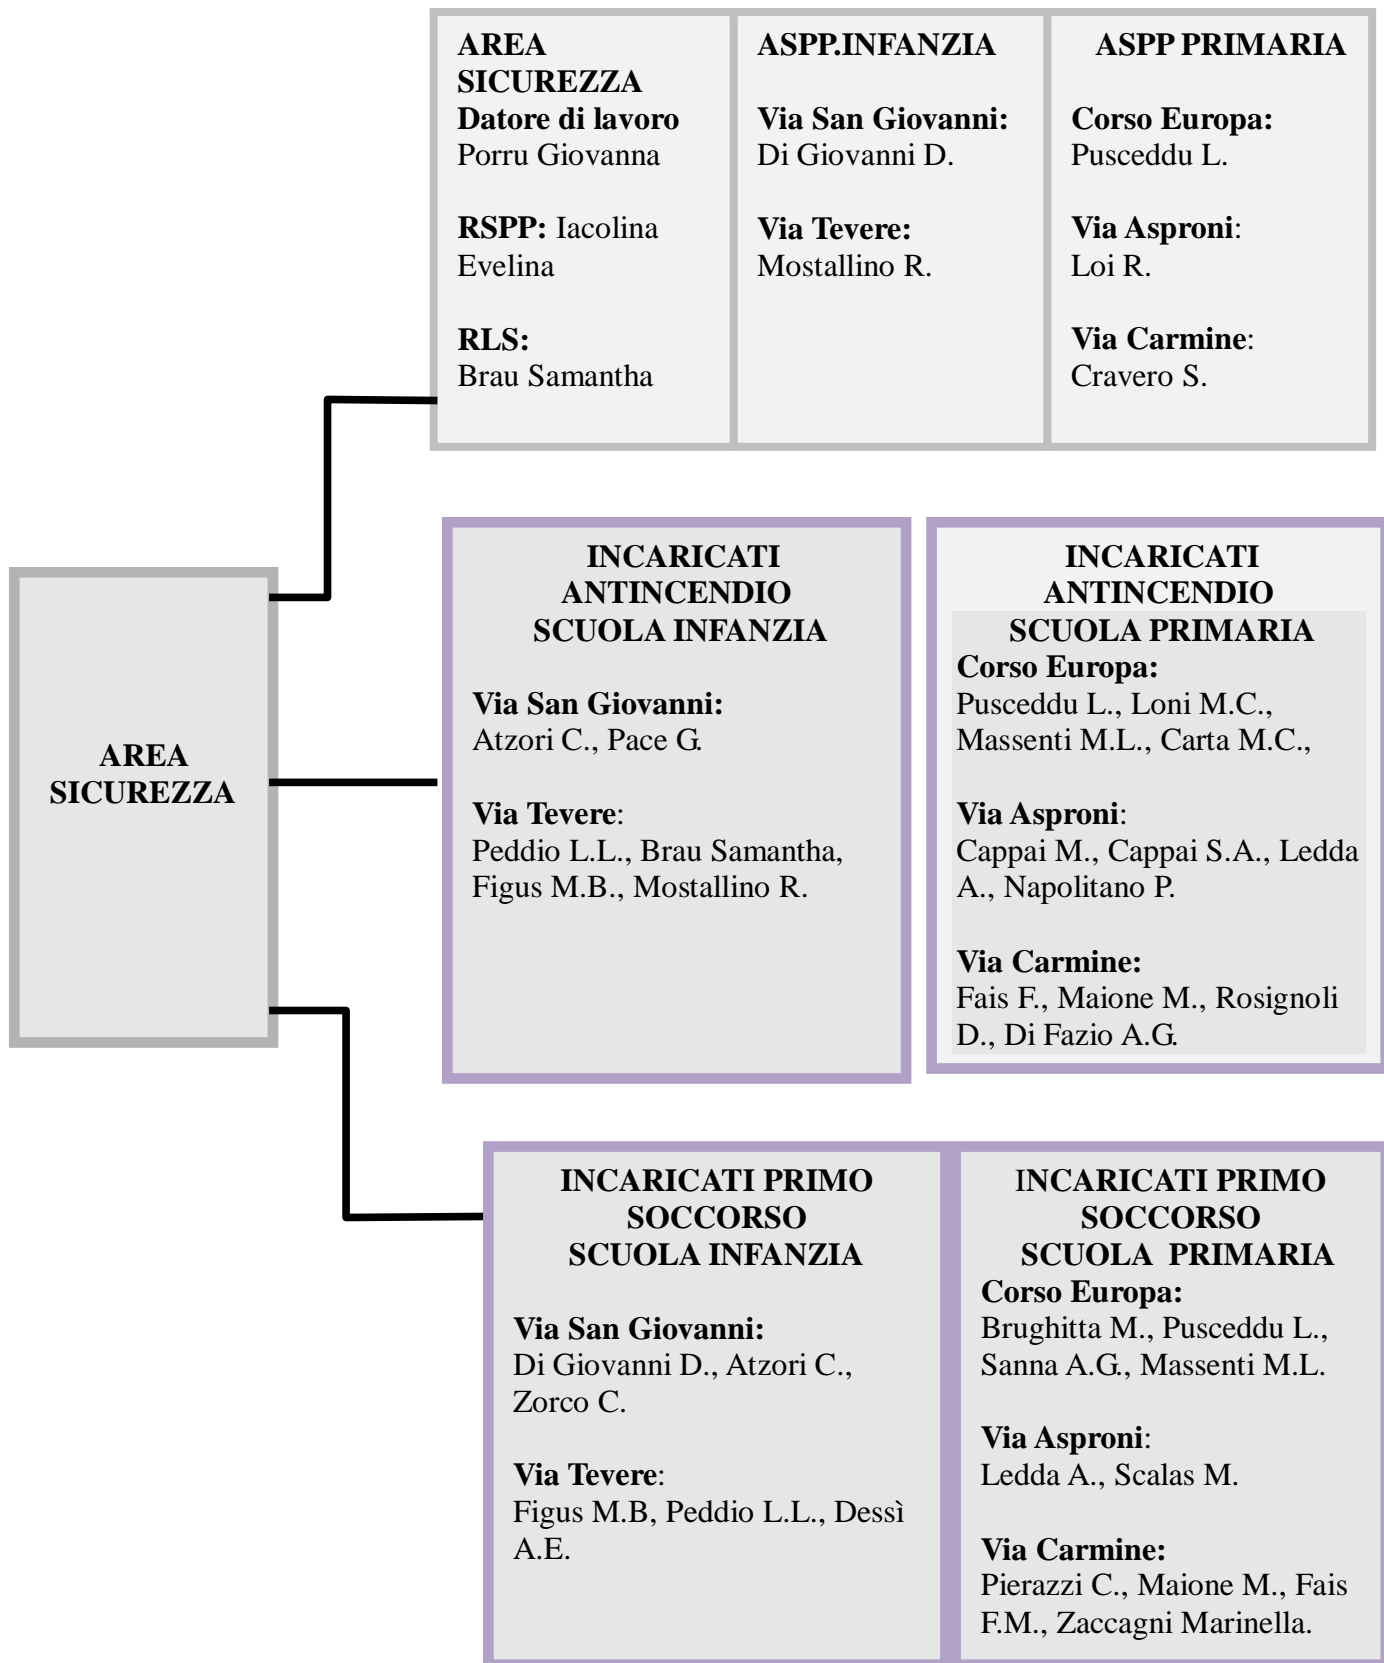 AREA
SICUREZZA
Datore di lavoro
Porru Giovanna
RSPP: Iacolina
Evelina
RLS:
Brau Samantha
ASPP.INFANZIA
Via San Giovanni:
Di Giovanni D.
Via Tevere:
Mostallino R.
ASPP PRIMARIA
Corso Europa:
Pusceddu L.
Via Asproni:
Loi R.
Via Carmine:
Cravero S.
AREA
SICUREZZA
INCARICATI
ANTINCENDIO
SCUOLA INFANZIA
Via San Giovanni:
Atzori C., Pace G.
Via Tevere:
Peddio L.L., Brau Samantha,
Figus M.B., Mostallino R.
INCARICATI
ANTINCENDIO
SCUOLA PRIMARIA
Corso Europa:
Pusceddu L., Loni M.C.,
Massenti M.L., Carta M.C.,
Via Asproni:
Cappai M., Cappai S.A., Ledda
A., Napolitano P.
Via Carmine:
Fais F., Maione M., Rosignoli
D., Di Fazio A.G.
INCARICATI PRIMO
SOCCORSO
SCUOLA INFANZIA
Via San Giovanni:
Di Giovanni D., Atzori C.,
Zorco C.
Via Tevere:
Figus M.B, Peddio L.L., Dessì
A.E.
INCARICATI PRIMO
SOCCORSO
SCUOLA  PRIMARIA
Corso Europa:
Brughitta M., Pusceddu L.,
Sanna A.G., Massenti M.L.
Via Asproni:
Ledda A., Scalas M.
Via Carmine:
Pierazzi C., Maione M., Fais
F.M., Zaccagni Marinella.